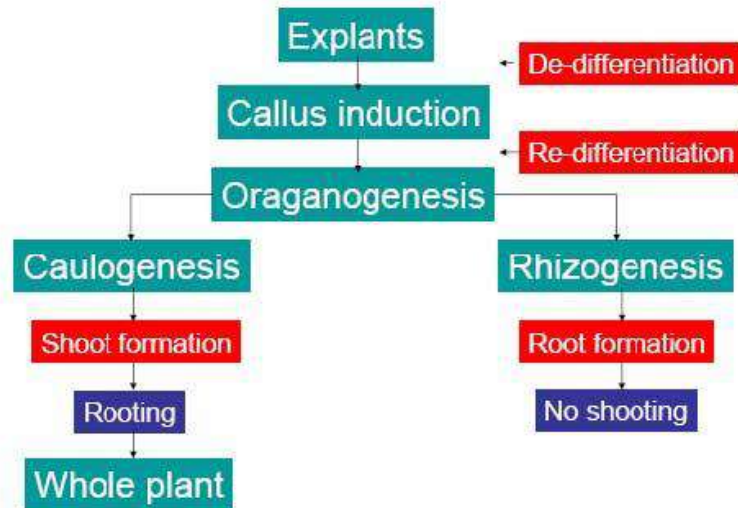 Explants
De-differentiation
Callus induction
Re-differentiation
Oraganogenesis
Caulogenesis
Rhizogenesis
Shoot formation
Root formation
Rooting
No shooting
Whole plant